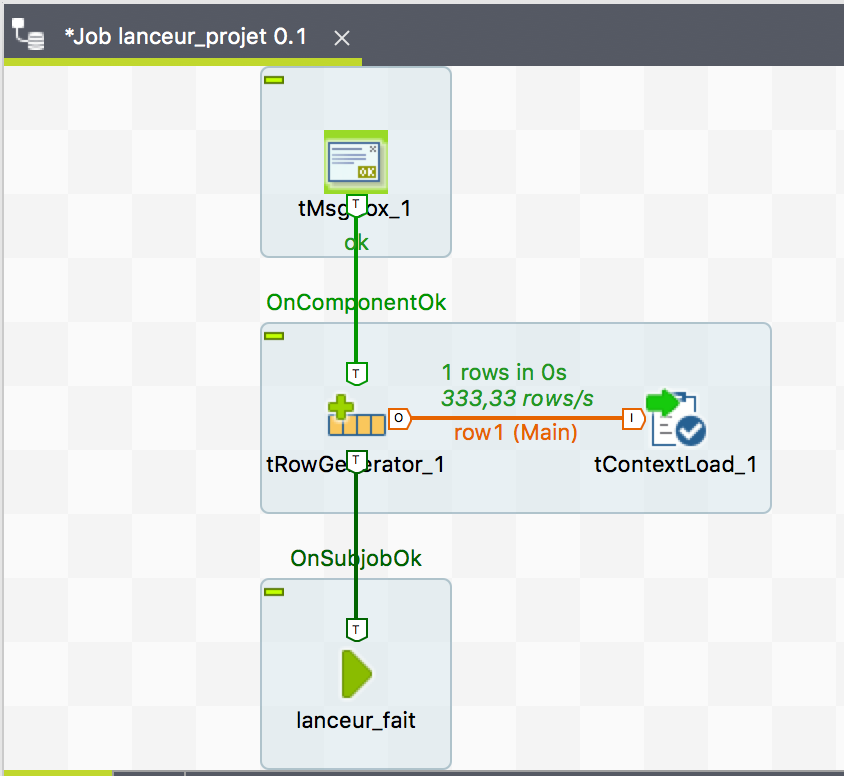 *Job lanceur_projet 0.1
OK
tMsgBox_1
T
ok
OnComponentOk
T
1 rows in 0s
333,33 rows/s
O
I
row1 (Main)
T
tRowGenerator_1
tContextLoad_1
OnSubjobOk
T
lanceur_fait